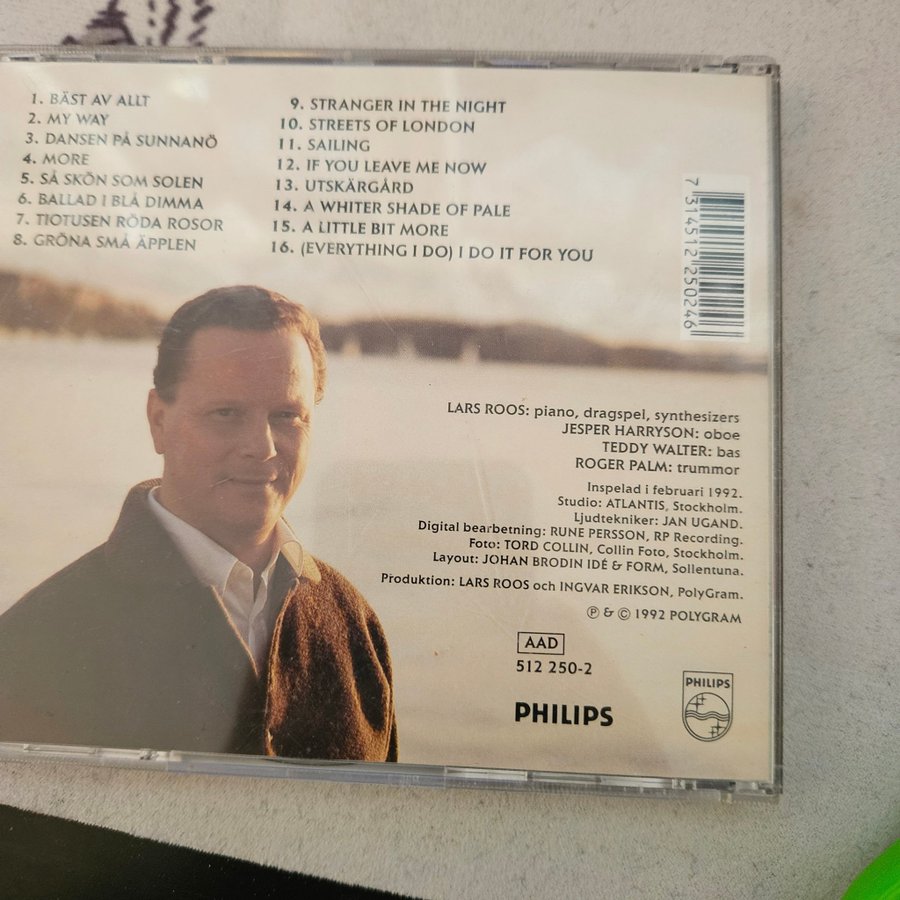 1. BÄST AV ALLT
2. MY WAY
3. DANSEN PÅ SUNNANÖ
4. MORE
5. SÅ SKÖN SOM SOLEN
6. BALLAD I BLÅ DIMMA
7. TIOTUSEN RÖDA ROSOR
8. GRÖNA SMÅ ÄPPLEN
9. STRANGER IN THE NIGHT
10. STREETS OF LONDON
11. SAILING
12. IF YOU LEAVE ME NOW
13. UTSKÄRGÅRD
14. A WHITER SHADE OF PALE
15. A LITTLE BIT MORE
16. (EVERYTHING I DO) I DO IT FOR YOU
7 314512 250246
LARS ROOS: piano, dragspel, synthesizers
JESPER HARRYSON: oboe
TEDDY WALTER: bas
ROGER PALM: trummor
Inspelad i februari 1992.
Studio: ATLANTIS, Stockholm.
Ljudtekniker: JAN UGAND.
Digital bearbetning: RUNE PERSSON, RP Recording.
Foto: TORD COLLIN, Collin Foto, Stockholm.
Layout: JOHAN BRODIN IDÉ & FORM, Sollentuna.
Produktion: LARS ROOS och INGVAR ERIKSON, PolyGram.
Ⓟ & © 1992 POLYGRAM
AAD
512 250-2
PHILIPS
PHILIPS